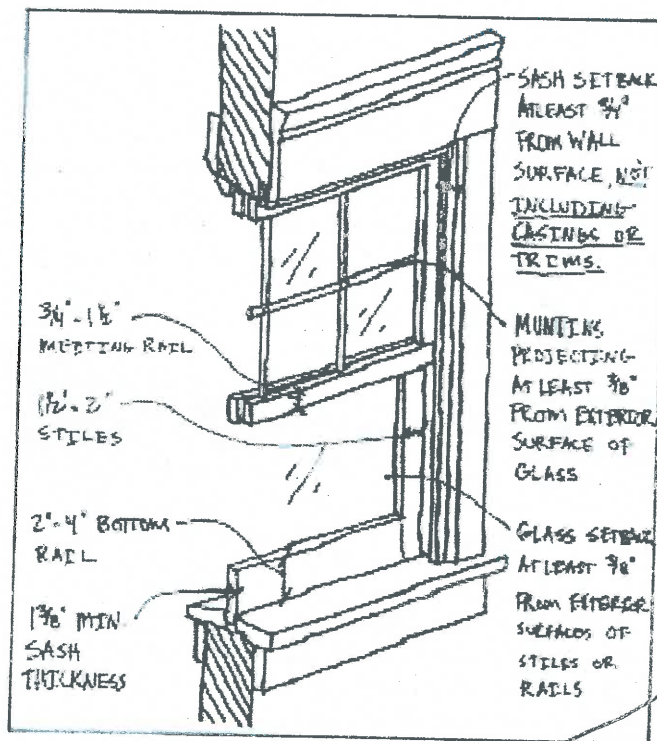 SASH SETBACK
AT LEAST 3/4"
FROM WALL
SURFACE, NOT
INCLUDING
CASINGS OR
TRIMS.
3/4"-1 1/2"
MEETING RAIL
1 1/2"-2"
STILES
2"-4" BOTTOM
RAIL
1 3/8" MIN
SASH
THICKNESS
MUNTINS
PROJECTING
AT LEAST 3/8"
FROM EXTERIOR
SURFACE OF
GLASS
GLASS SETBACK
AT LEAST 3/8"
FROM EXTERIOR
SURFACES OF
STILES OR
RAILS